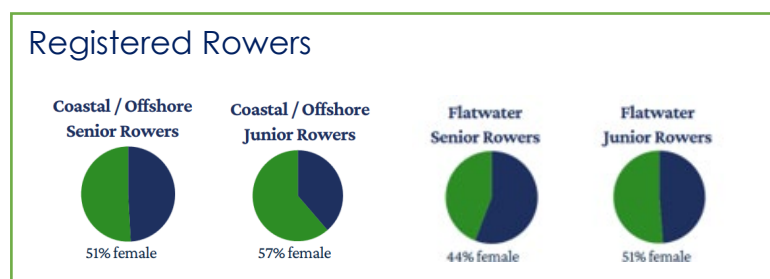 Registered Rowers
Coastal / Offshore
Senior Rowers
51% female
Coastal / Offshore
Junior Rowers
57% female
Flatwater
Senior Rowers
44% female
Flatwater
Junior Rowers
51% female